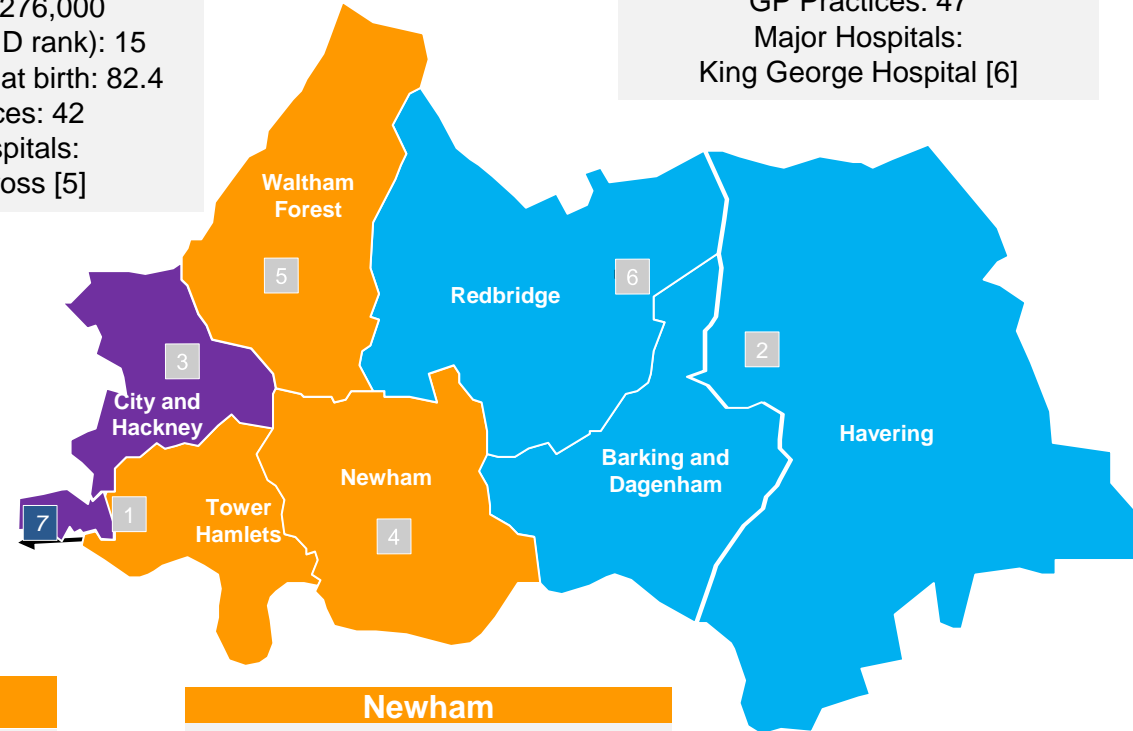 276,000
D rank): 15
at birth: 82.4
ces: 42
spitals:
oss [5]
GP Practices: 47
Major Hospitals:
King George Hospital [6]
Waltham
Forest
5
Redbridge
6
2
3
City and
Hackney
Havering
Barking and
Dagenham
Newham
Tower
Hamlets
7
1
4
Newham